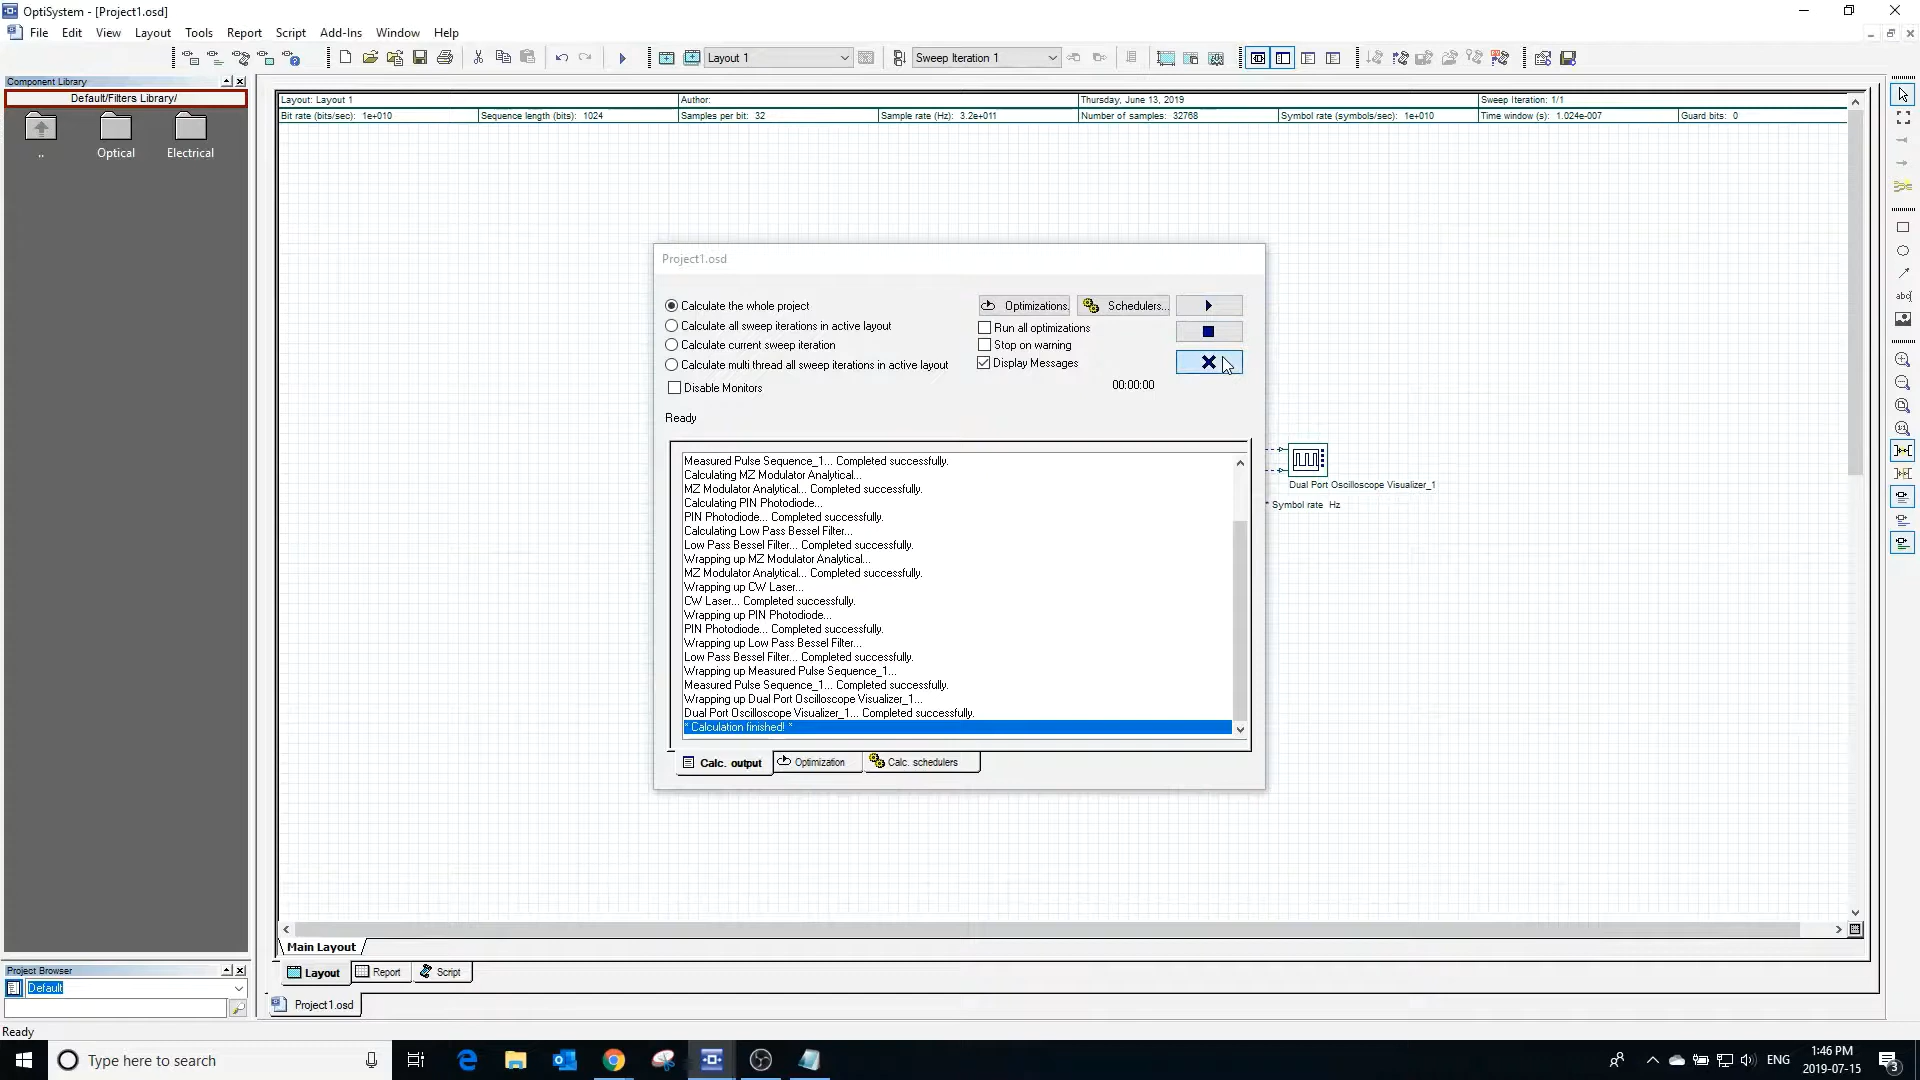 OptiSystem - [Project1.osd]
File Edit View Layout Tools Report Script Add-Ins Window Help
Layout 1
Sweep Iteration 1
Component Library
Default/Filters Library/
..
Optical
Electrical
Layout: Layout 1
Author:
Thursday, June 13, 2019
Sweep Iteration: 1/1
Bit rate (bits/sec): 1e+010
Sequence length (bits): 1024
Samples per bit: 32
Sample rate (Hz): 3.2e+011
Number of samples: 32768
Symbol rate (symbols/sec): 1e+010
Time window (s): 1.024e-007
Guard bits: 0
Project1.osd
Calculate the whole project
Calculate all sweep iterations in active layout
Calculate current sweep iteration
Calculate multi thread all sweep iterations in active layout
Disable Monitors
Optimizations
Schedulers...
Run all optimizations
Stop on warning
Display Messages
00:00:00
Ready
Measured Pulse Sequence_1... Completed successfully.
Calculating MZ Modulator Analytical...
MZ Modulator Analytical... Completed successfully.
Calculating PIN Photodiode...
PIN Photodiode... Completed successfully.
Calculating Low Pass Bessel Filter...
Low Pass Bessel Filter... Completed successfully.
Wrapping up MZ Modulator Analytical...
MZ Modulator Analytical... Completed successfully.
Wrapping up CW Laser...
CW Laser... Completed successfully.
Wrapping up PIN Photodiode...
PIN Photodiode... Completed successfully.
Wrapping up Low Pass Bessel Filter...
Low Pass Bessel Filter... Completed successfully.
Wrapping up Measured Pulse Sequence_1...
Measured Pulse Sequence_1... Completed successfully.
Wrapping up Dual Port Oscilloscope Visualizer_1...
Dual Port Oscilloscope Visualizer_1... Completed successfully.
* Calculation finished! *
Calc. output
Optimization
Calc. schedulers
Dual Port Oscilloscope Visualizer_1
* Symbol rate Hz
abc
1:1
Main Layout
Layout
Report
Script
Project1.osd
Project Browser
Default
Ready
Type here to search
ENG
1:46 PM
2019-07-15
3